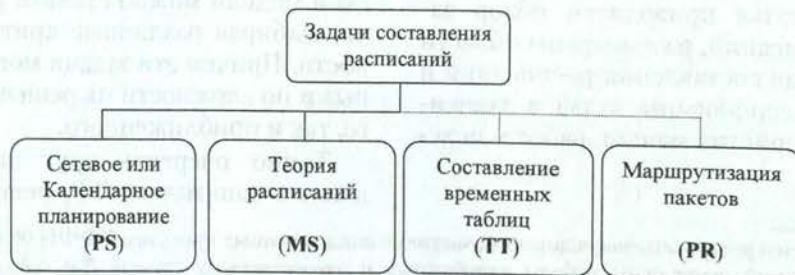 Задачи составления
расписаний
Сетевое или
Календарное
планирование
(PS)
Теория
расписаний
(MS)
Составление
временных
таблиц
(TT)
Маршрутизация
пакетов
(PR)